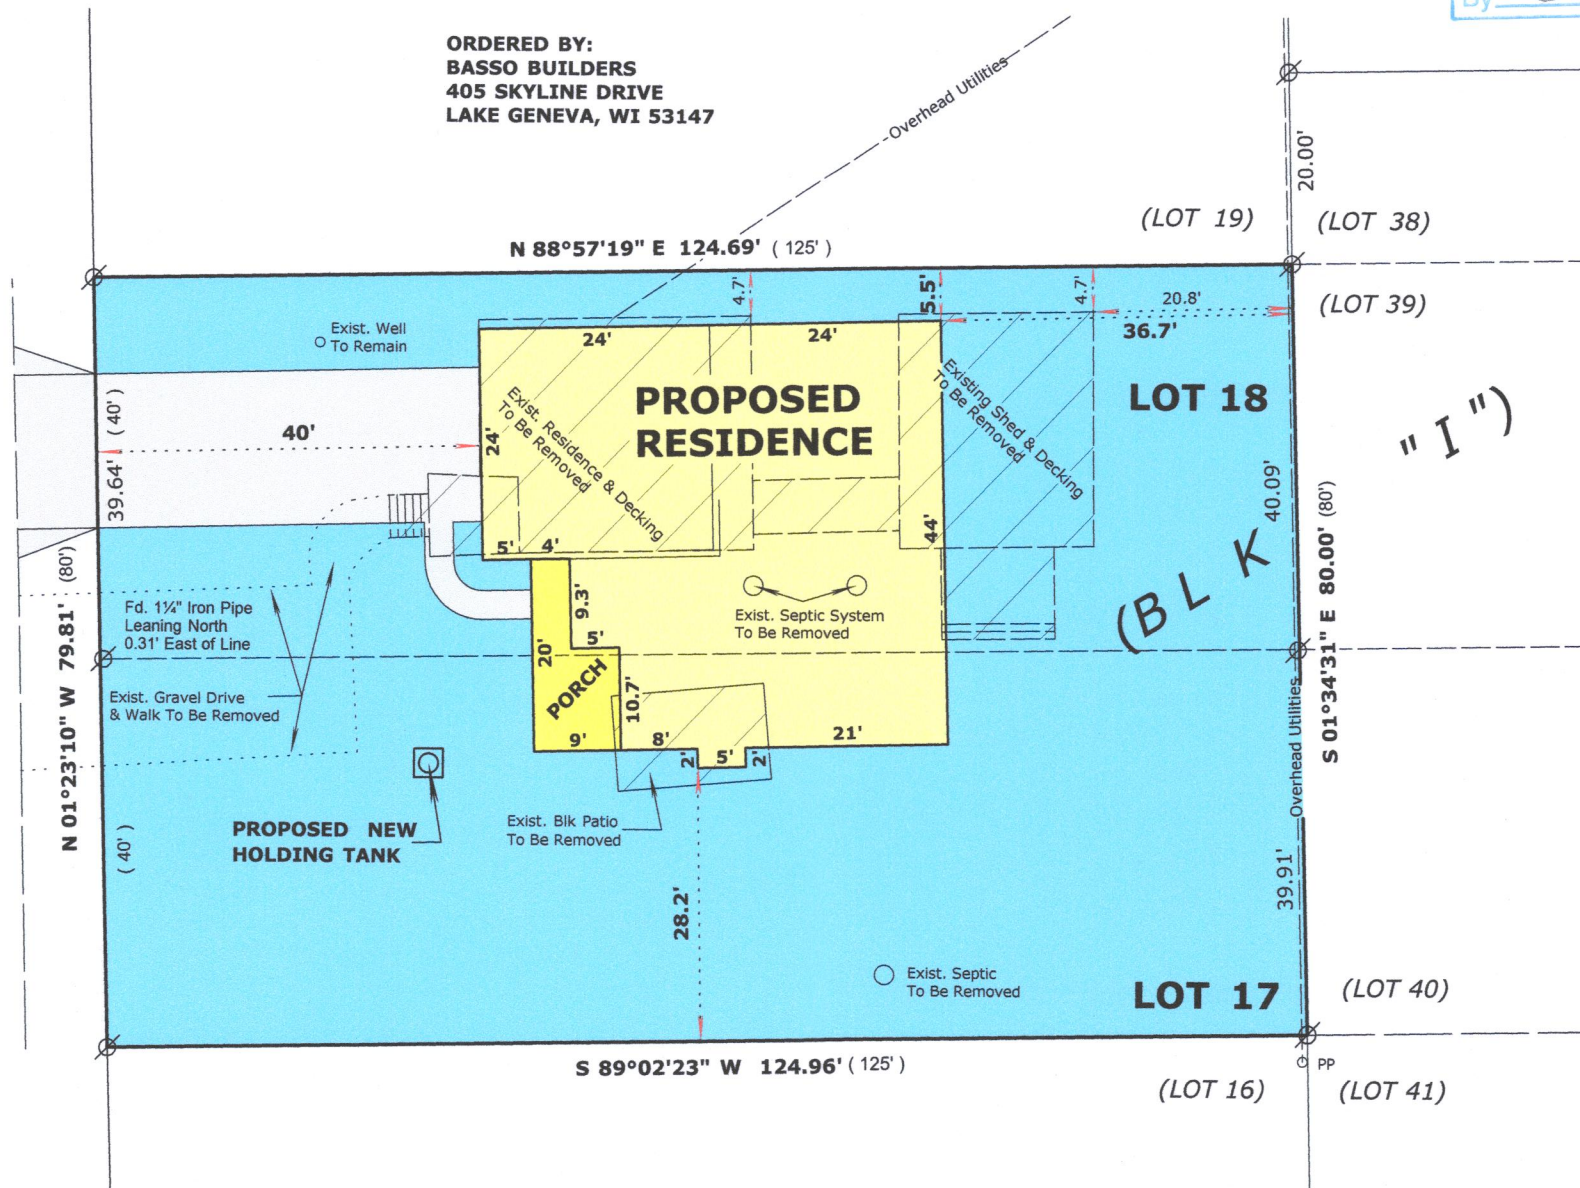 By
ORDERED BY:
BASSO BUILDERS
405 SKYLINE DRIVE
LAKE GENEVA, WI 53147
Overhead Utilities
20.00'
(LOT 19)
(LOT 38)
N 88°57'19" E 124.69' ( 125' )
(LOT 39)
4.7'
5.5'
4.7'
20.8'
36.7'
Exist. Well
To Remain
24'
24'
PROPOSED
RESIDENCE
LOT 18
Exist. Residence & Decking
To Be Removed
Existing Shed & Decking
To Be Removed
39.64' ( 40' )
40'
24'
44'
40.09'
(B L K " I ")
5'
4'
9.3'
5'
20'
10.7'
PORCH
Exist. Septic System
To Be Removed
N 01°23'10" W 79.81' (80')
S 01°34'31" E 80.00' (80')
Fd. 1¼" Iron Pipe
Leaning North
0.31' East of Line
Exist. Gravel Drive
& Walk To Be Removed
9'
8'
2'
5'
2'
21'
Overhead Utilities
PROPOSED NEW
HOLDING TANK
Exist. Blk Patio
To Be Removed
( 40' )
28.2'
39.91'
Exist. Septic
To Be Removed
LOT 17
(LOT 40)
S 89°02'23" W 124.96' ( 125' )
PP
(LOT 16)
(LOT 41)